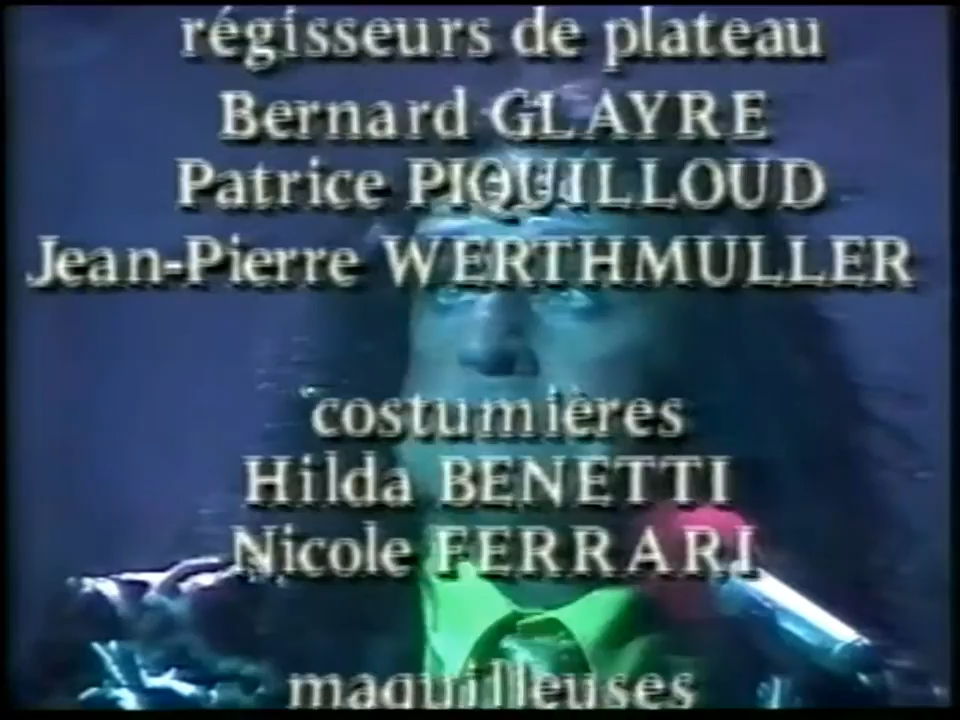 régisseurs de plateau
Bernard GLAYRE
Patrice PIQUILLOUD
Jean-Pierre WERTHMULLER
costumières
Hilda BENETTI
Nicole FERRARI
maquilleuses